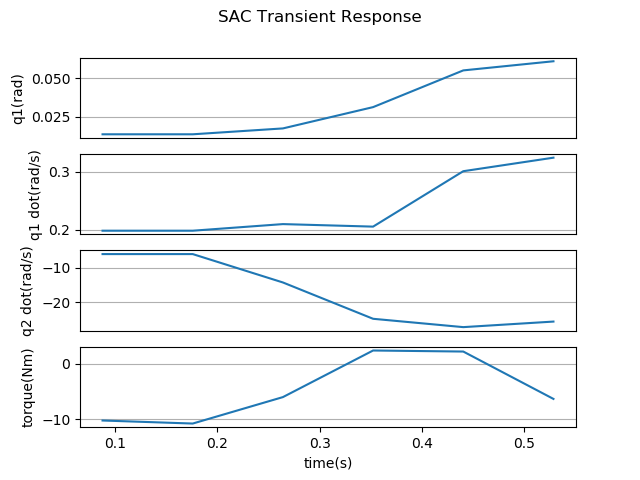 SAC Transient Response
0.050
0.025
q1(rad)
0.3
0.2
q1 dot(rad/s)
−10
−20
q2 dot(rad/s)
0
−10
torque(Nm)
0.1 0.2 0.3 0.4 0.5
time(s)